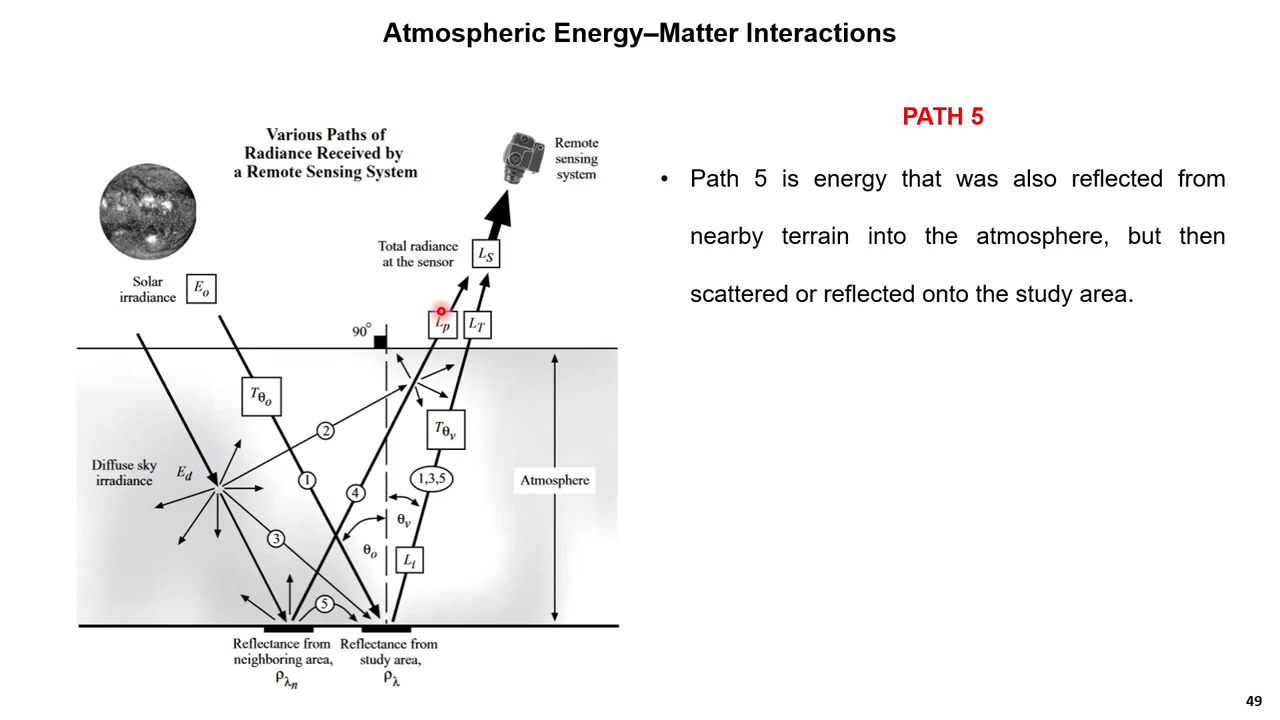 Atmospheric Energy–Matter Interactions
Various Paths of
Radiance Received by
a Remote Sensing System
Remote
sensing
system
Total radiance
at the sensor
L_S
Solar
irradiance
E_o
L_p
L_T
90°
T_θ_o
T_θ_v
2
1
1,3,5
4
Diffuse sky
irradiance
E_d
Atmosphere
θ_v
3
θ_o
L_i
5
Reflectance from
neighboring area,
ρ_λ_n
Reflectance from
study area,
ρ_λ
PATH 5
• Path 5 is energy that was also reflected from
nearby terrain into the atmosphere, but then
scattered or reflected onto the study area.
49